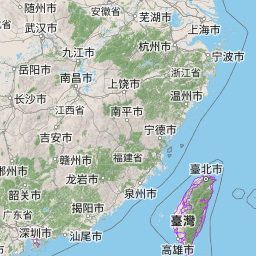 随州市
安徽省
芜湖市
上海市
武汉市
杭州市
九江市
宁波市
岳阳市
浙江省
南昌市
上饶市
长沙市
江西省
温州市
南平市
吉安市
宁德市
郴州市
赣州市
福建省
臺北市
龙岩市
韶关市
泉州市
揭阳市
广东省
臺灣
深圳市
汕尾市
高雄市